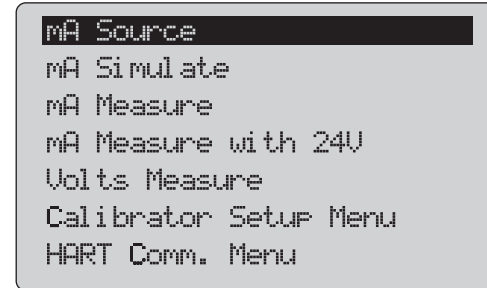 mA Source
mA Simulate
mA Measure
mA Measure with 24V
Volts Measure
Calibrator Setup Menu
HART Comm. Menu